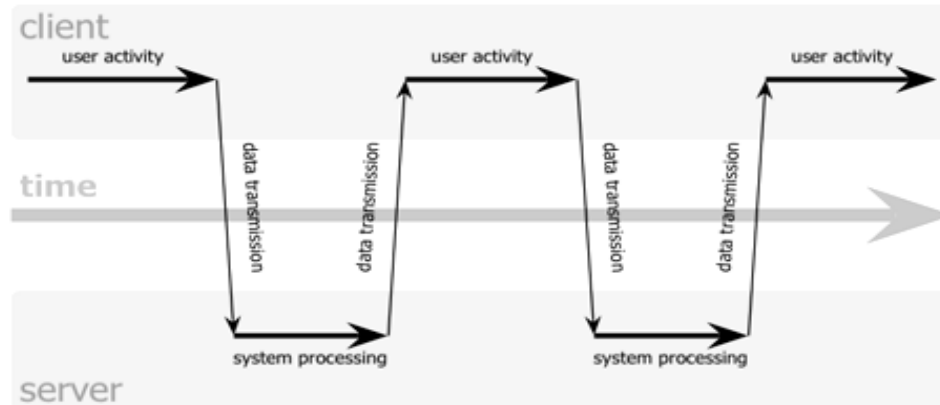 client
user activity
user activity
user activity
data transmission
data transmission
data transmission
data transmission
time
system processing
system processing
server